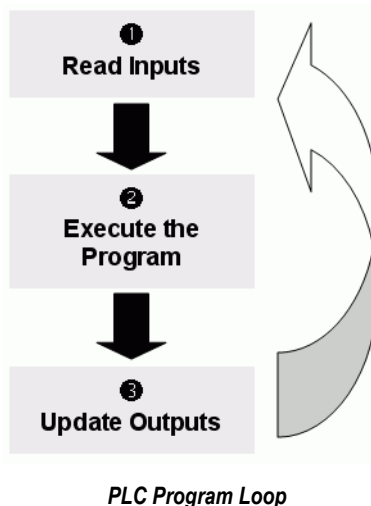 ❶
Read Inputs
❷
Execute the
Program
❸
Update Outputs
PLC Program Loop